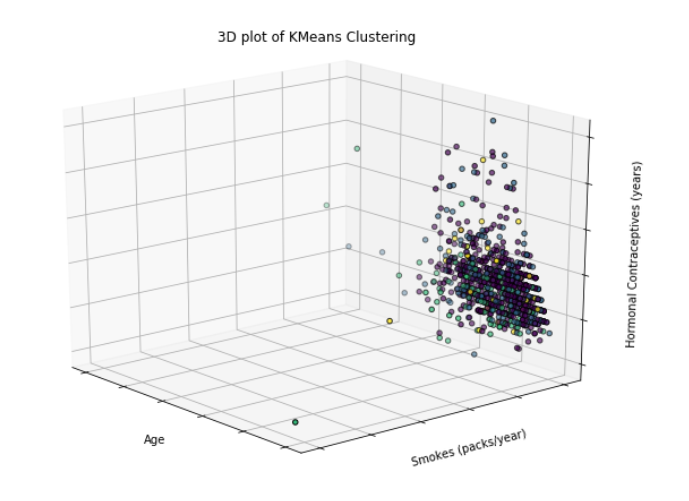 3D plot of KMeans Clustering
Hormonal Contraceptives (years)
Age
Smokes (packs/year)